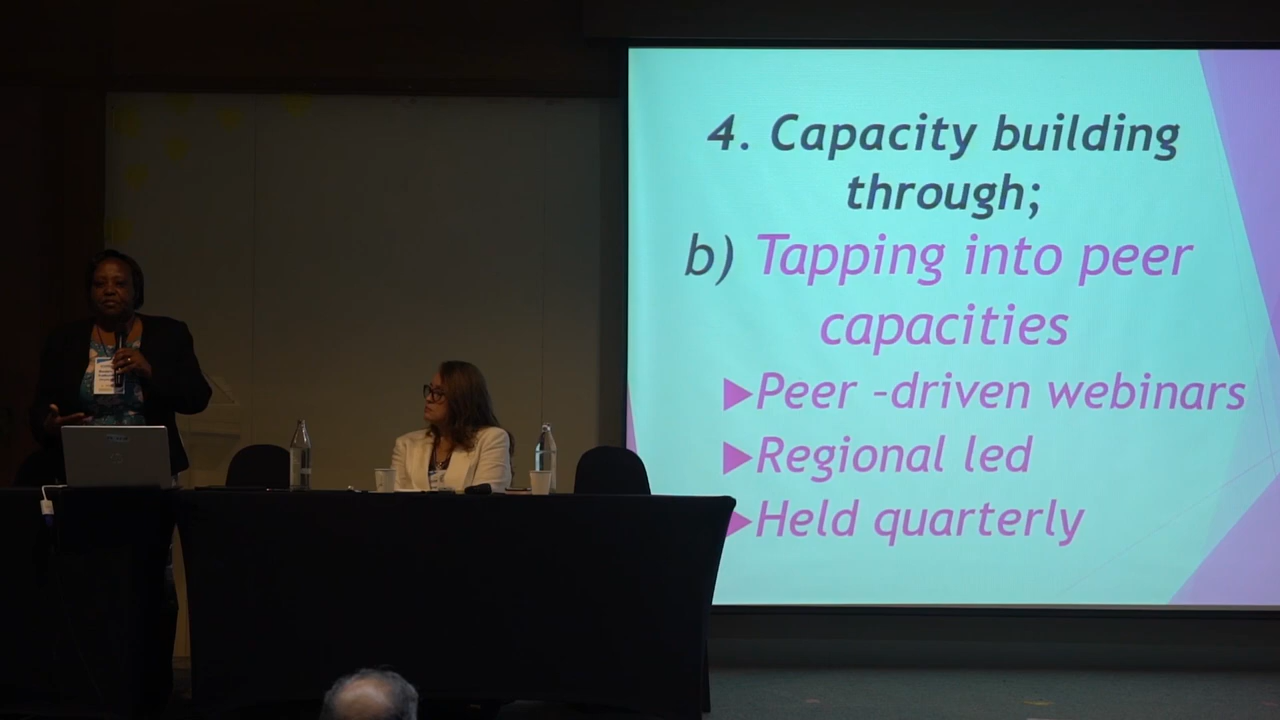 4. Capacity building
through;
b) Tapping into peer
capacities
▶Peer –driven webinars
▶Regional led
▶Held quarterly